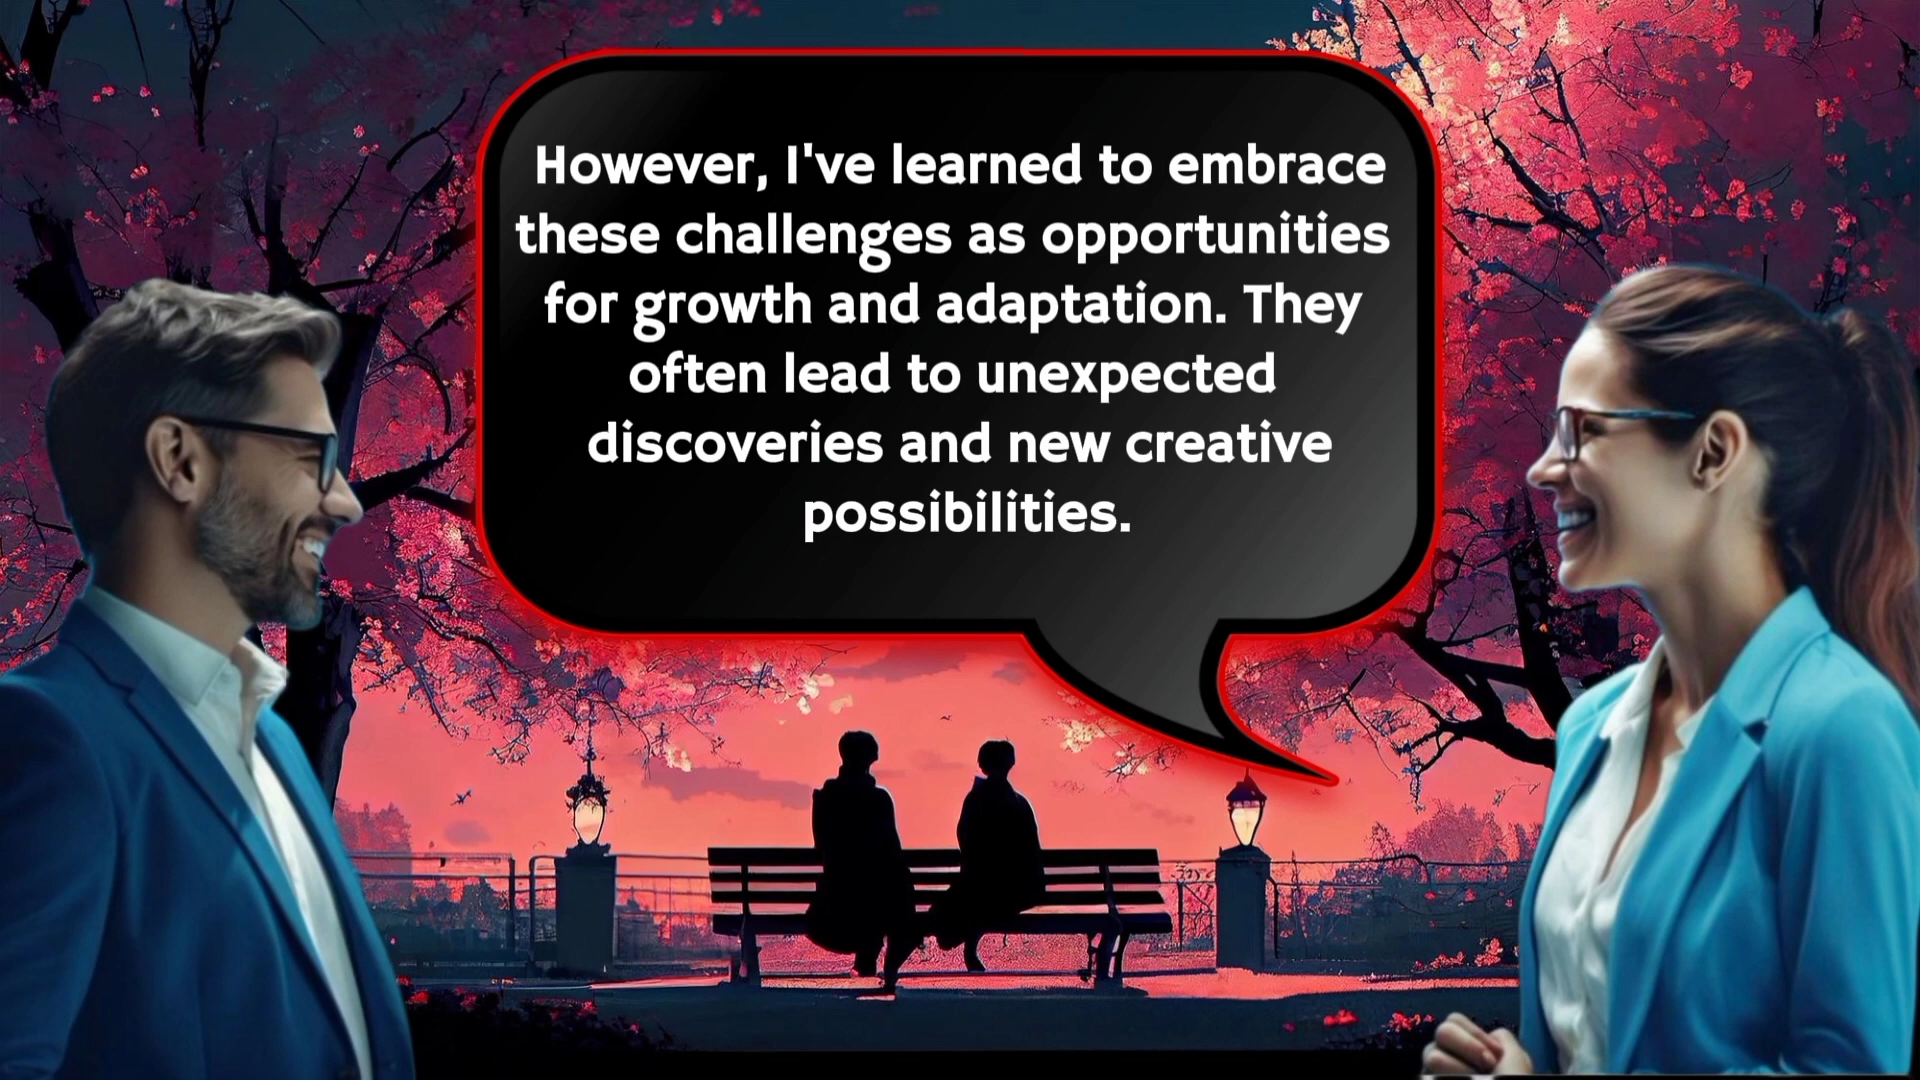 However, I've learned to embrace
these challenges as opportunities
for growth and adaptation. They
often lead to unexpected
discoveries and new creative
possibilities.